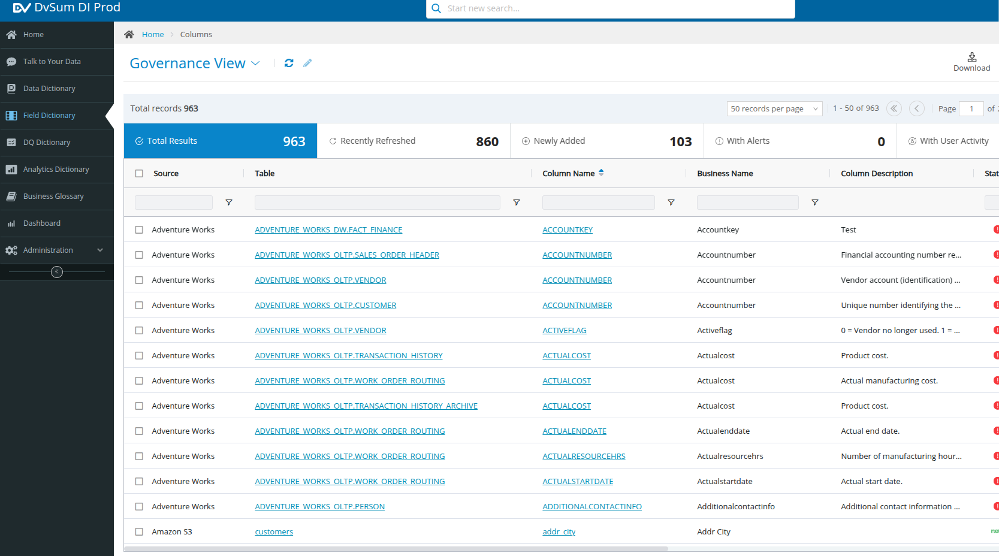 DV DvSum DI Prod
Start new search...
Home
Talk to Your Data
Data Dictionary
Field Dictionary
DQ Dictionary
Analytics Dictionary
Business Glossary
Dashboard
Administration
Home > Columns
Governance View
Download
Total records 963
50 records per page
1 - 50 of 963
Page 1 of
Total Results 963
Recently Refreshed 860
Newly Added 103
With Alerts 0
With User Activity
Source Table Column Name Business Name Column Description Stat
Adventure Works ADVENTURE_WORKS_DW.FACT_FINANCE ACCOUNTKEY Accountkey Test
Adventure Works ADVENTURE_WORKS_OLTP.SALES_ORDER_HEADER ACCOUNTNUMBER Accountnumber Financial accounting number re...
Adventure Works ADVENTURE_WORKS_OLTP.VENDOR ACCOUNTNUMBER Accountnumber Vendor account (identification) ...
Adventure Works ADVENTURE_WORKS_OLTP.CUSTOMER ACCOUNTNUMBER Accountnumber Unique number identifying the ...
Adventure Works ADVENTURE_WORKS_OLTP.VENDOR ACTIVEFLAG Activeflag 0 = Vendor no longer used. 1 = ...
Adventure Works ADVENTURE_WORKS_OLTP.TRANSACTION_HISTORY ACTUALCOST Actualcost Product cost.
Adventure Works ADVENTURE_WORKS_OLTP.WORK_ORDER_ROUTING ACTUALCOST Actualcost Actual manufacturing cost.
Adventure Works ADVENTURE_WORKS_OLTP.TRANSACTION_HISTORY_ARCHIVE ACTUALCOST Actualcost Product cost.
Adventure Works ADVENTURE_WORKS_OLTP.WORK_ORDER_ROUTING ACTUALENDDATE Actualenddate Actual end date.
Adventure Works ADVENTURE_WORKS_OLTP.WORK_ORDER_ROUTING ACTUALRESOURCEHRS Actualresourcehrs Number of manufacturing hour...
Adventure Works ADVENTURE_WORKS_OLTP.WORK_ORDER_ROUTING ACTUALSTARTDATE Actualstartdate Actual start date.
Adventure Works ADVENTURE_WORKS_OLTP.PERSON ADDITIONALCONTACTINFO Additionalcontactinfo Additional contact information ...
Amazon S3 customers addr_city Addr City